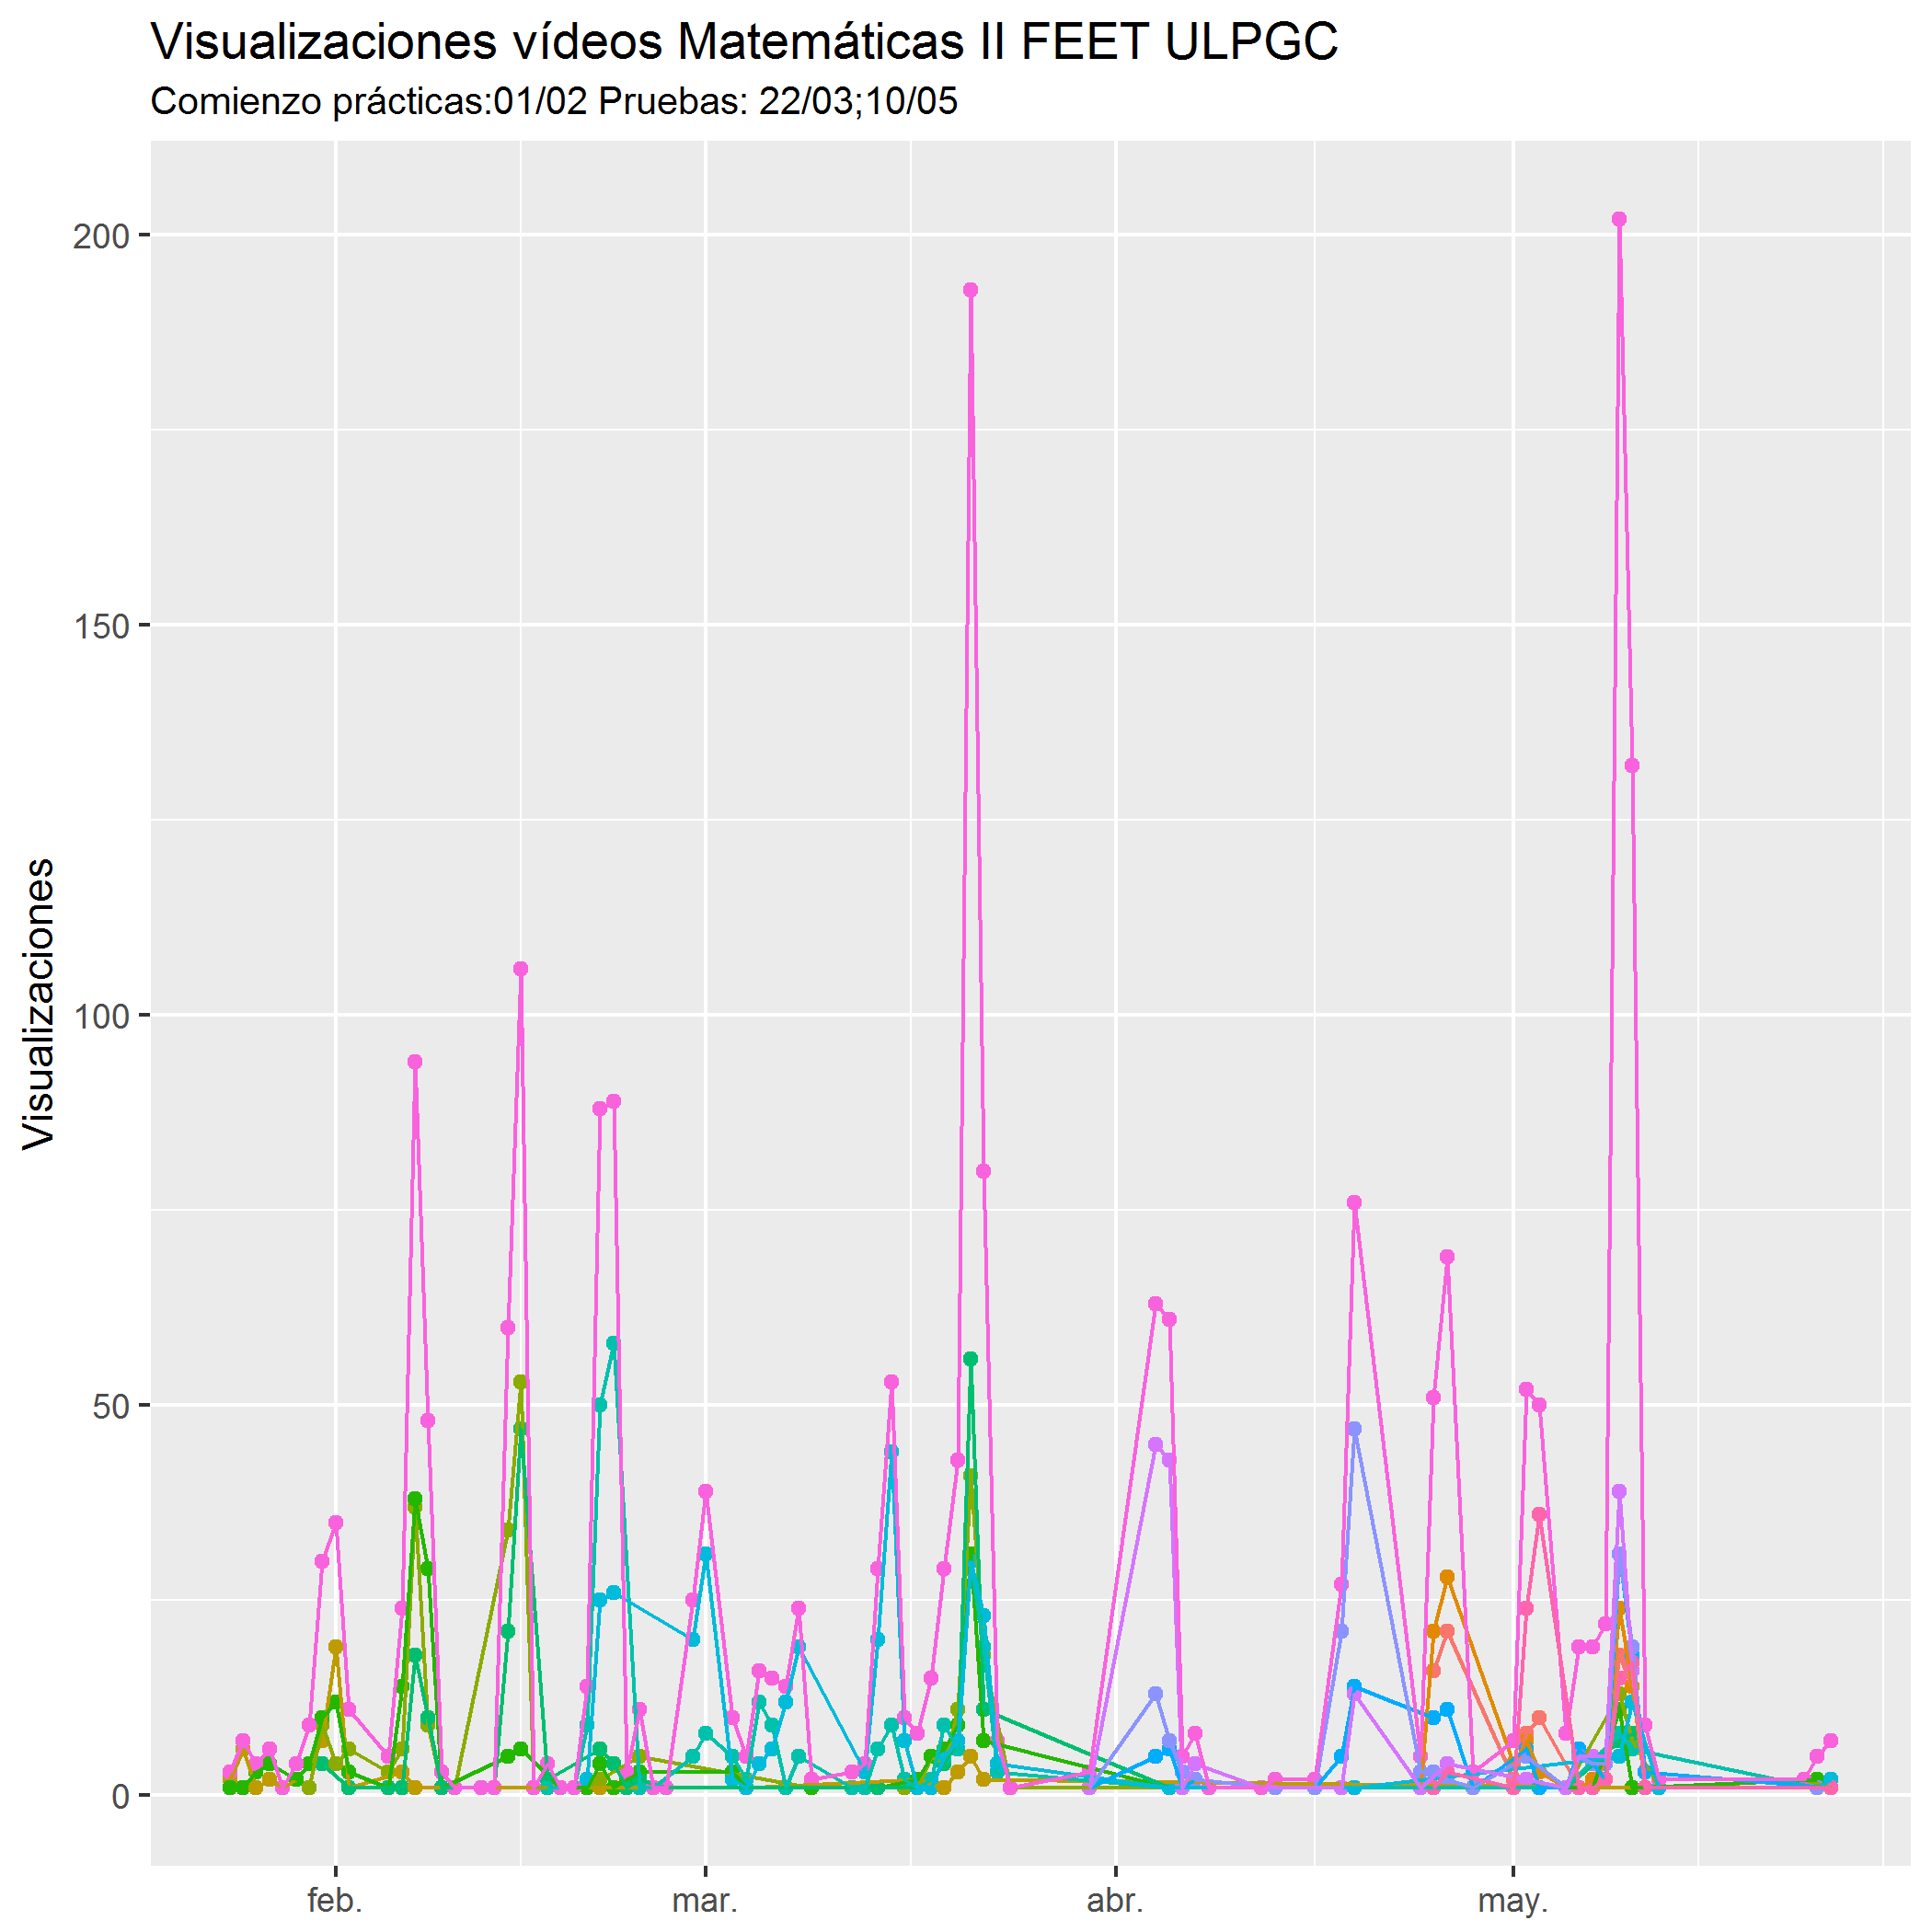 Visualizaciones vídeos Matemáticas II FEET ULPGC
Comienzo prácticas:01/02 Pruebas: 22/03;10/05
200
150
100
50
0
Visualizaciones
feb.
mar.
abr.
may.